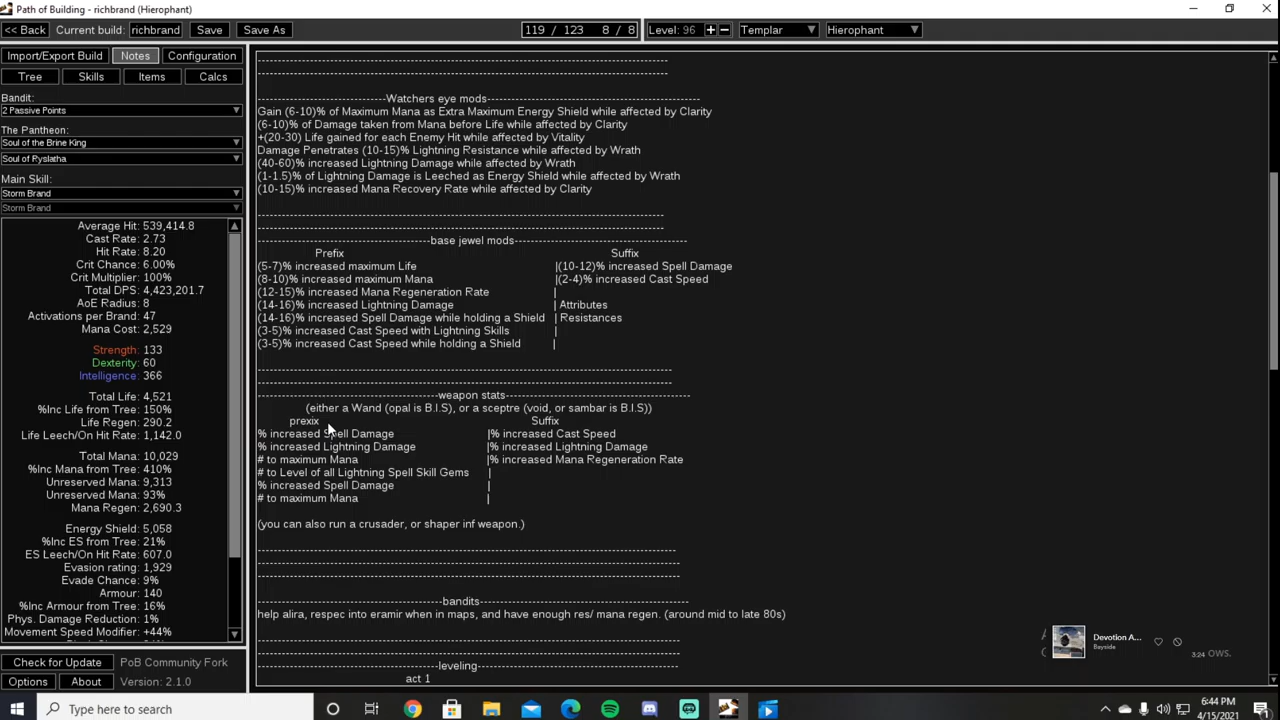 Path of Building - richbrand (Hierophant)
<< Back Current build: richbrand Save Save As 119 / 123 8 / 8 Level: 96 Templar Hierophant
Import/Export Build Notes Configuration
Tree Skills Items Calcs
Bandit:
2 Passive Points
The Pantheon:
Soul of the Brine King
Soul of Ryslatha
Main Skill:
Storm Brand
Storm Brand
Average Hit: 539,414.8
Cast Rate: 2.73
Hit Rate: 8.20
Crit Chance: 6.00%
Crit Multiplier: 100%
Total DPS: 4,423,201.7
AoE Radius: 8
Activations per Brand: 47
Mana Cost: 2,529
Strength: 133
Dexterity: 60
Intelligence: 366
Total Life: 4,521
%Inc Life from Tree: 150%
Life Regen: 290.2
Life Leech/On Hit Rate: 1,142.0
Total Mana: 10,029
%Inc Mana from Tree: 410%
Unreserved Mana: 9,313
Unreserved Mana: 93%
Mana Regen: 2,690.3
Energy Shield: 5,058
%Inc ES from Tree: 21%
ES Leech/On Hit Rate: 607.0
Evasion rating: 1,929
Evade Chance: 9%
Armour: 140
%Inc Armour from Tree: 16%
Phys. Damage Reduction: 1%
Movement Speed Modifier: +44%
Check for Update PoB Community Fork
Options About Version: 2.1.0
Watchers eye mods
Gain (6-10)% of Maximum Mana as Extra Maximum Energy Shield while affected by Clarity
(6-10)% of Damage taken from Mana before Life while affected by Clarity
+(20-30) Life gained for each Enemy Hit while affected by Vitality
Damage Penetrates (10-15)% Lightning Resistance while affected by Wrath
(40-60)% increased Lightning Damage while affected by Wrath
(1-1.5)% of Lightning Damage is Leeched as Energy Shield while affected by Wrath
(10-15)% increased Mana Recovery Rate while affected by Clarity
base jewel mods
Prefix Suffix
(5-7)% increased maximum Life |(10-12)% increased Spell Damage
(8-10)% increased maximum Mana |(2-4)% increased Cast Speed
(12-15)% increased Mana Regeneration Rate |
(14-16)% increased Lightning Damage | Attributes
(14-16)% increased Spell Damage while holding a Shield | Resistances
(3-5)% increased Cast Speed with Lightning Skills
(3-5)% increased Cast Speed while holding a Shield |
weapon stats
(either a Wand (opal is B.I.S), or a sceptre (void, or sambar is B.I.S))
prexix Suffix
% increased Spell Damage |% increased Cast Speed
% increased Lightning Damage |% increased Lightning Damage
# to maximum Mana |% increased Mana Regeneration Rate
# to Level of all Lightning Spell Skill Gems |
% increased Spell Damage |
# to maximum Mana |
(you can also run a crusader, or shaper inf weapon.)
bandits
help alira, respec into eramir when in maps, and have enough res/ mana regen. (around mid to late 80s)
leveling
act 1
Devotion A...
Bayside
3:24
Type here to search
6:44 PM
4/15/2021